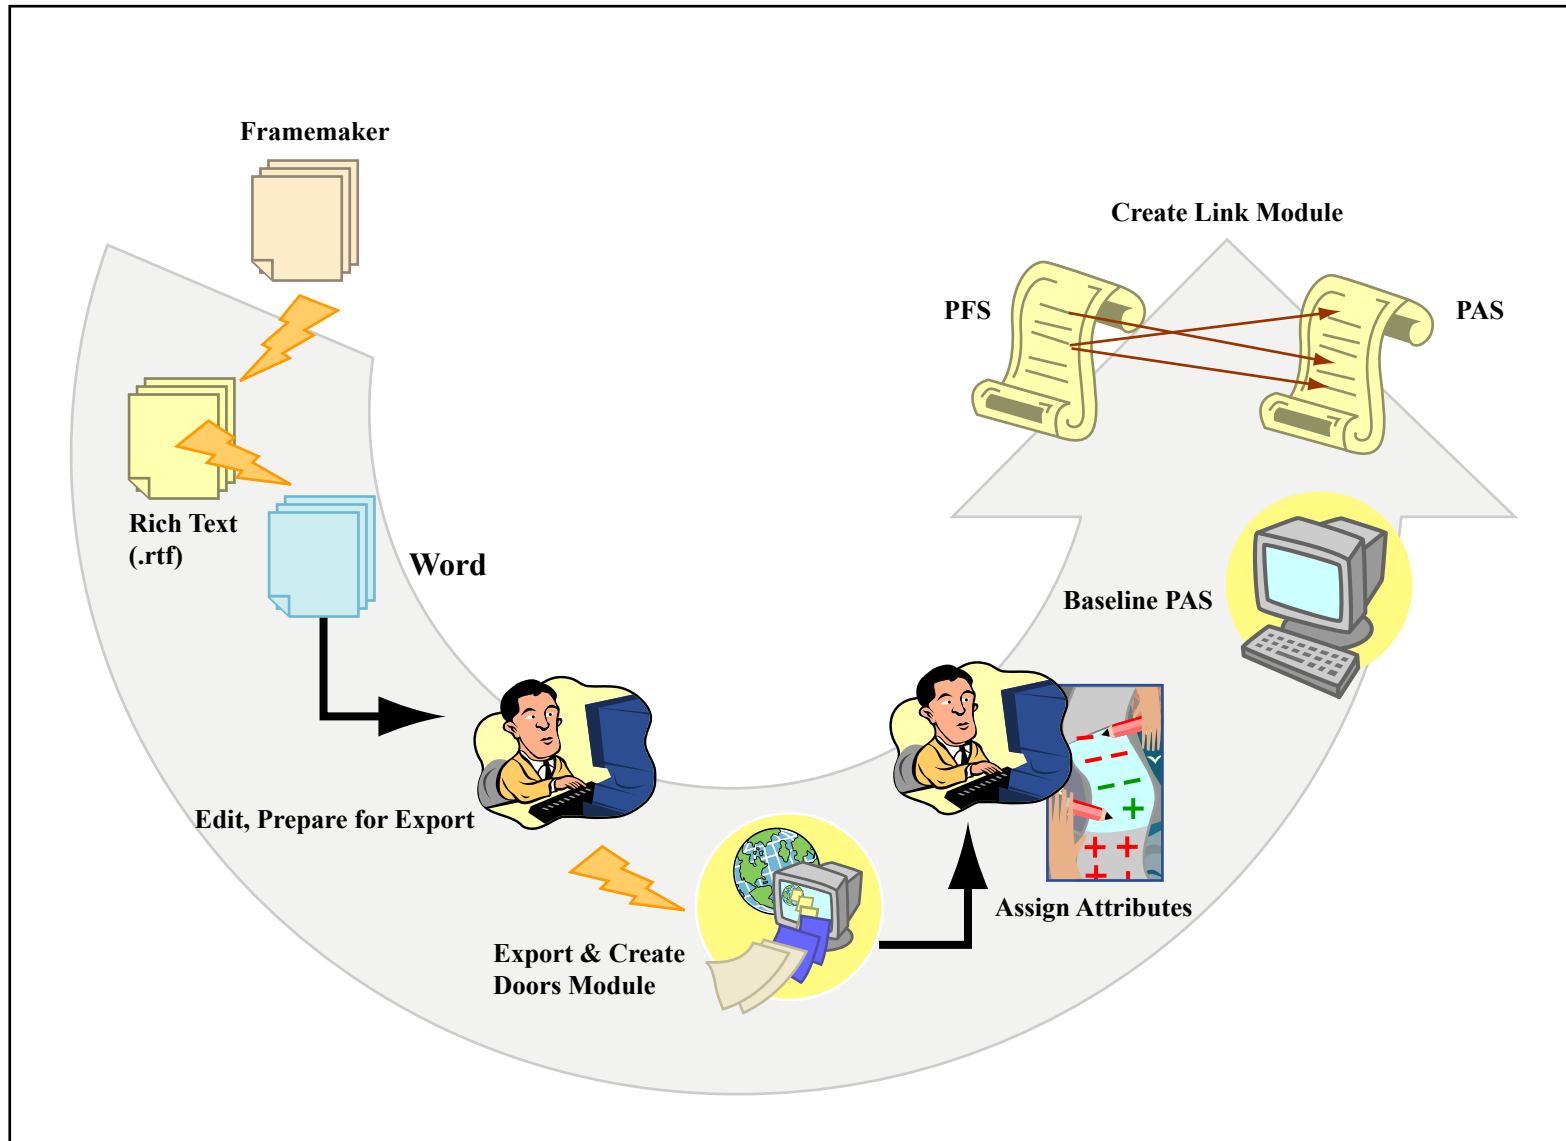 Framemaker
Rich Text
(.rtf)
Word
Edit, Prepare for Export
Export & Create
Doors Module
Assign Attributes
Baseline PAS
Create Link Module
PFS
PAS